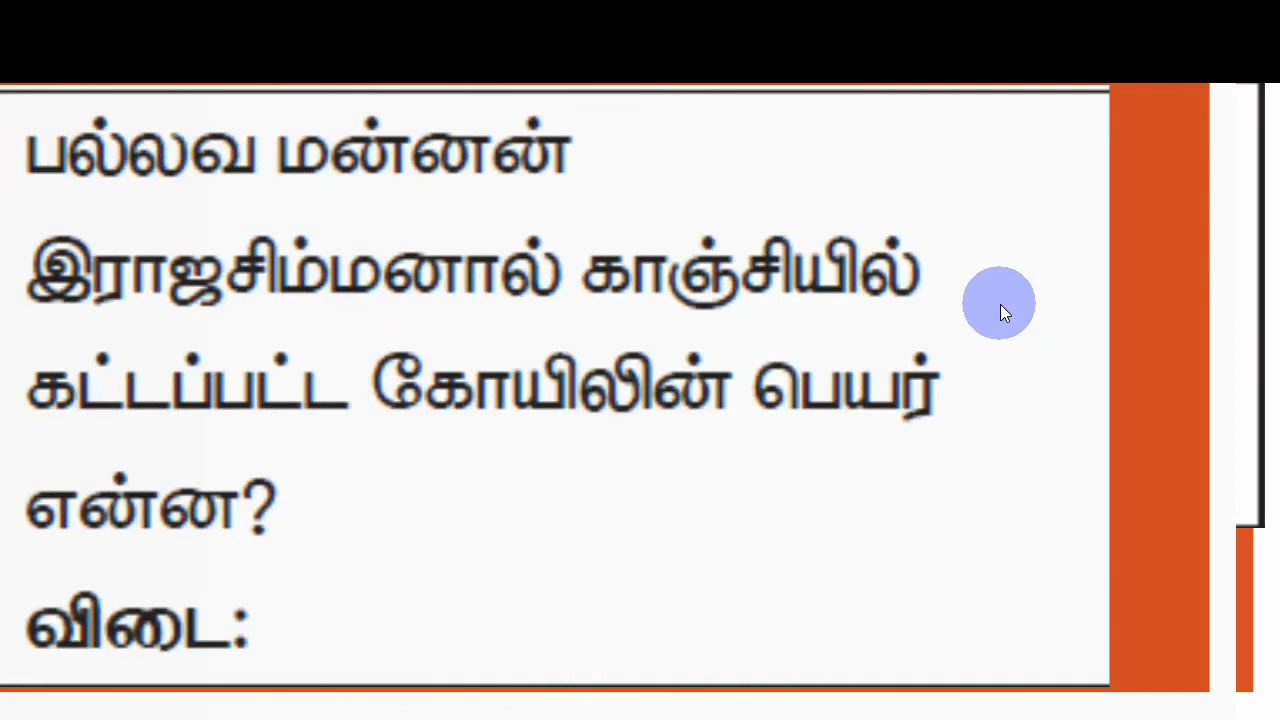 பல்லவ மன்னன்
இராஜசிம்மனால் காஞ்சியில்
கட்டப்பட்ட கோயிலின் பெயர்
என்ன?
விடை: